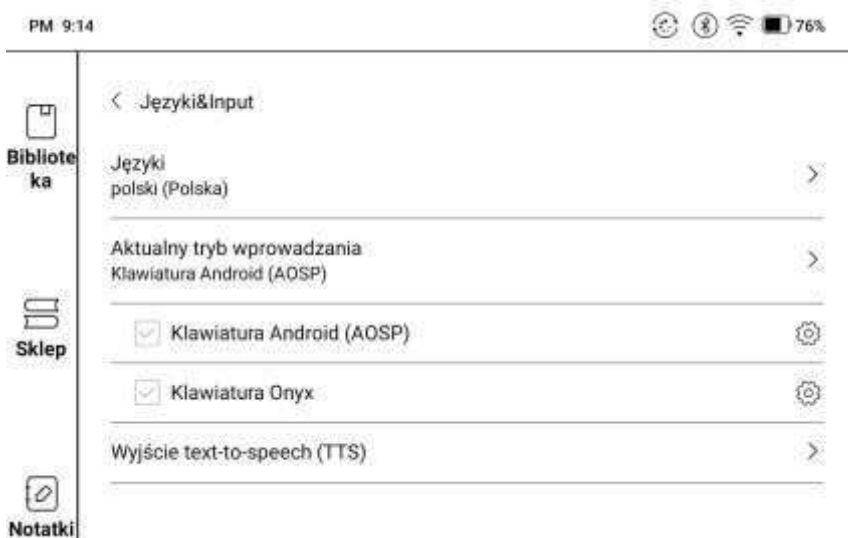 PM 9:14
76%
Języki&Input
Bibliote
ka
Języki
polski (Polska)
Aktualny tryb wprowadzania
Klawiatura Android (AOSP)
Klawiatura Android (AOSP)
Sklep
Klawiatura Onyx
Wyjście text-to-speech (TTS)
Notatki